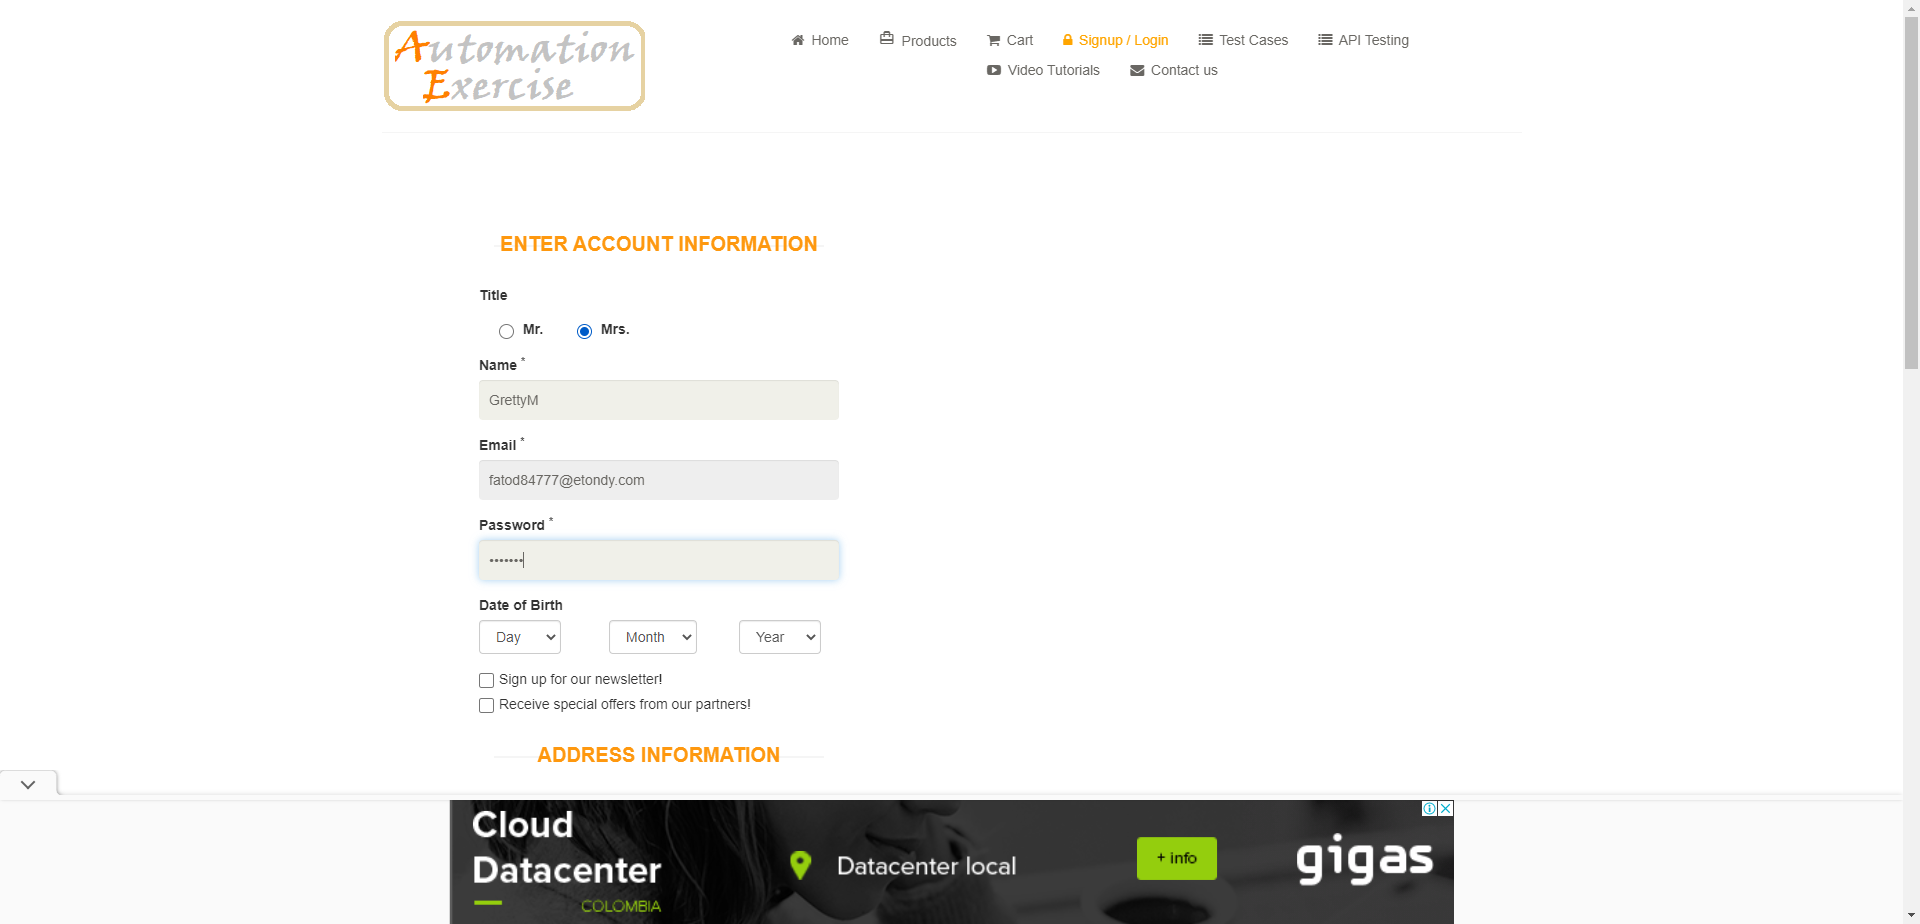 Automation
Exercise
Home
Products
Cart
Signup / Login
Test Cases
API Testing
Video Tutorials
Contact us
ENTER ACCOUNT INFORMATION
Title
Mr.
Mrs.
Name *
GrettyM
Email *
fatod84777@etondy.com
Password *
•••••••
Date of Birth
Day
Month
Year
Sign up for our newsletter!
Receive special offers from our partners!
ADDRESS INFORMATION
Cloud
Datacenter
COLOMBIA
Datacenter local
+ info
gigas